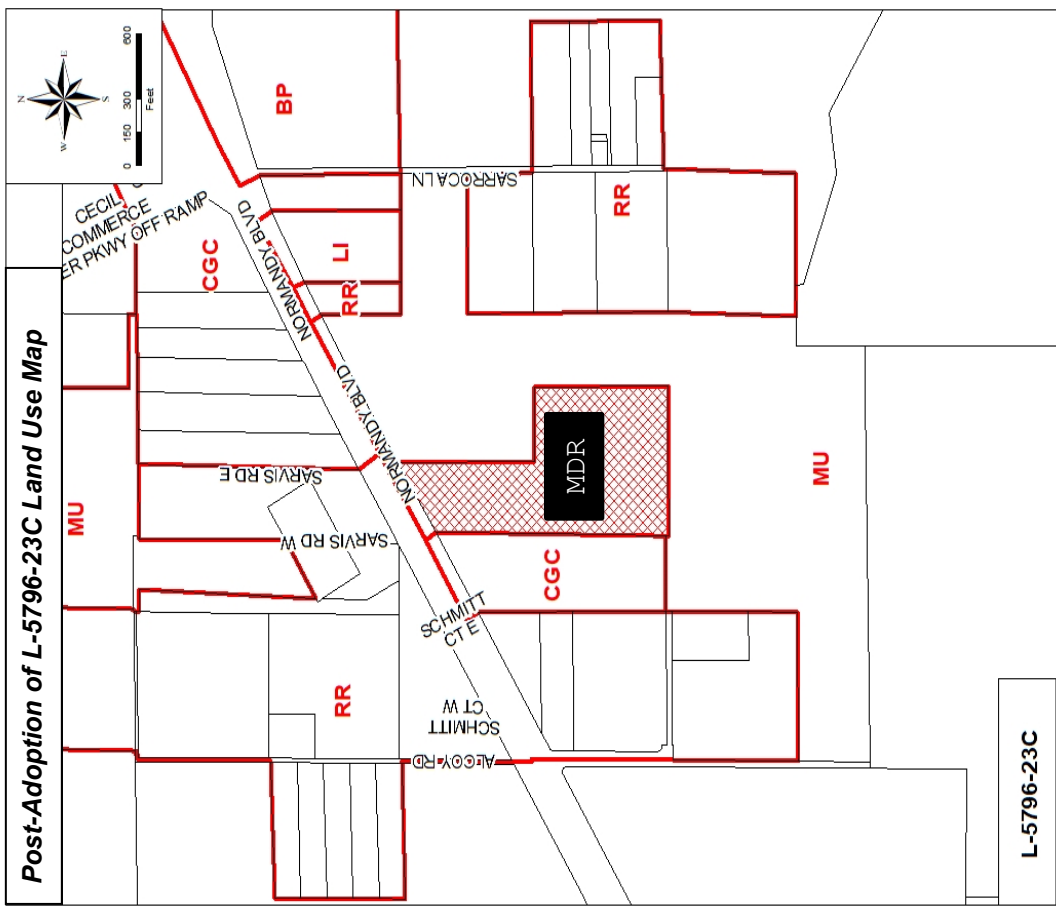 Post-Adoption of L-5796-23C Land Use Map
N
W
E
S
0 150 300 600
Feet
MU
RR
CGC
BP
LI
RR
RR
CGC
MDR
MU
CECIL
COMMERCE
ER PKWY OFF RAMP
NORMANDY BLVD
NORMANDY BLVD
NORMANDY BLVD
SARROCA LN
SARVIS RD E
SARVIS RD W
SCHMITT
CT E
SCHMITT
CT W
ALCOY RD
L-5796-23C